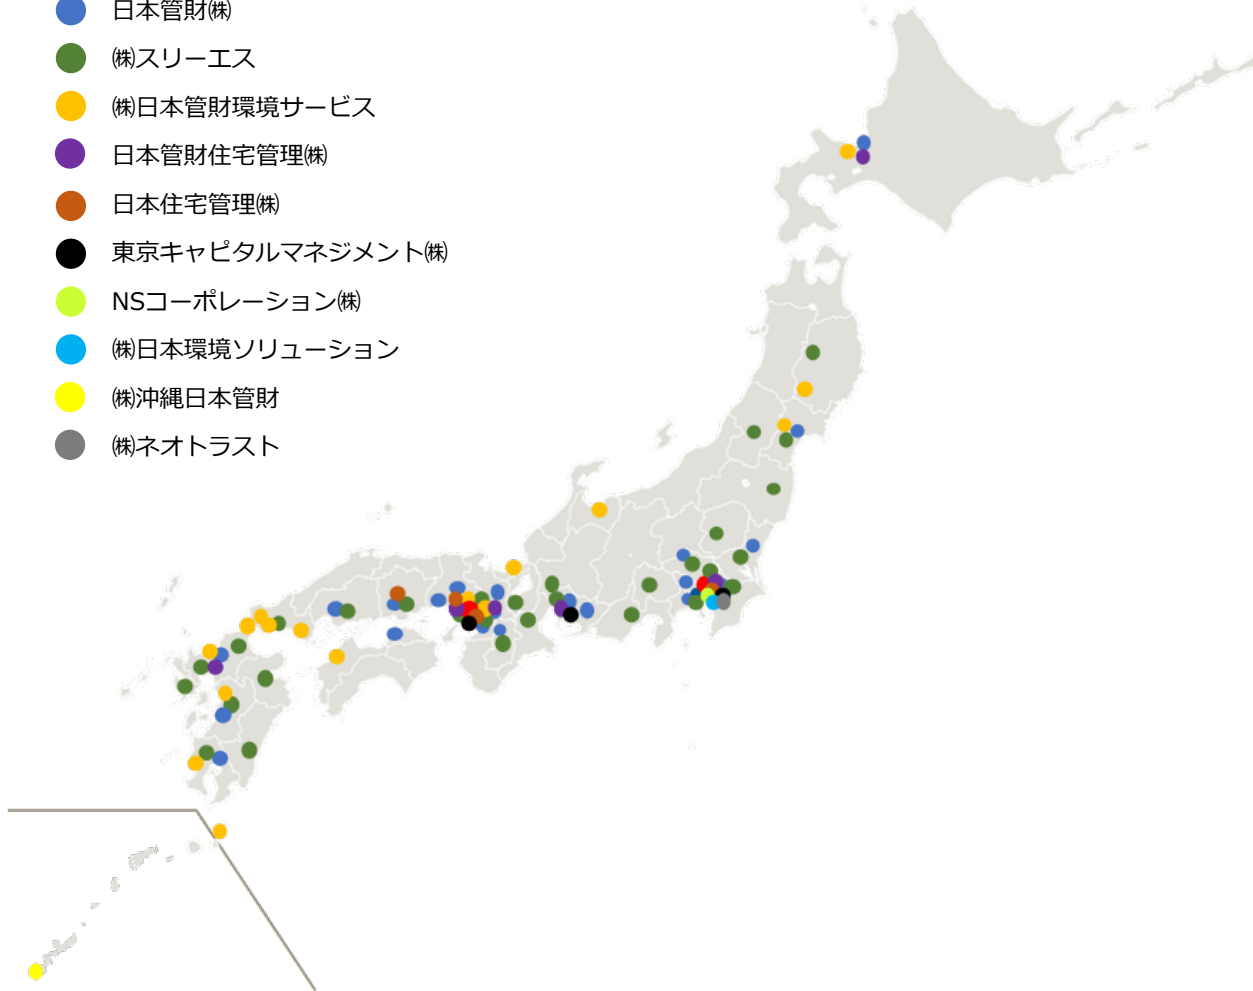 日本管財㈱
㈱スリーエス
㈱日本管財環境サービス
日本管財住宅管理㈱
日本住宅管理㈱
東京キャピタルマネジメント㈱
NSコーポレーション㈱
㈱日本環境ソリューション
㈱沖縄日本管財
㈱ネオトラスト